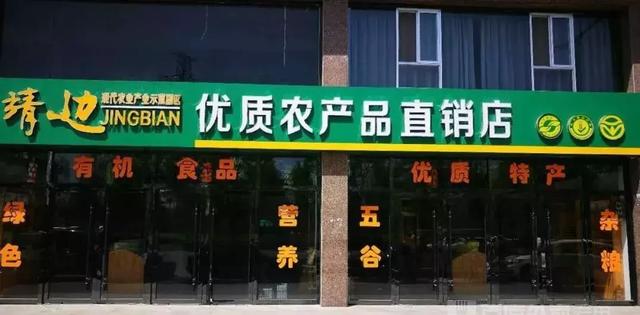 靖边
现代农业产业示范园区
JINGBIAN
优质农产品直销店
有机 食品
优质 特产
绿色
营养
五谷
杂粮